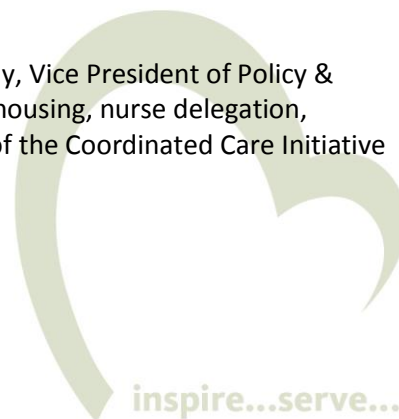 y, Vice President of Policy &
housing, nurse delegation,
of the Coordinated Care Initiative
inspire...serve...